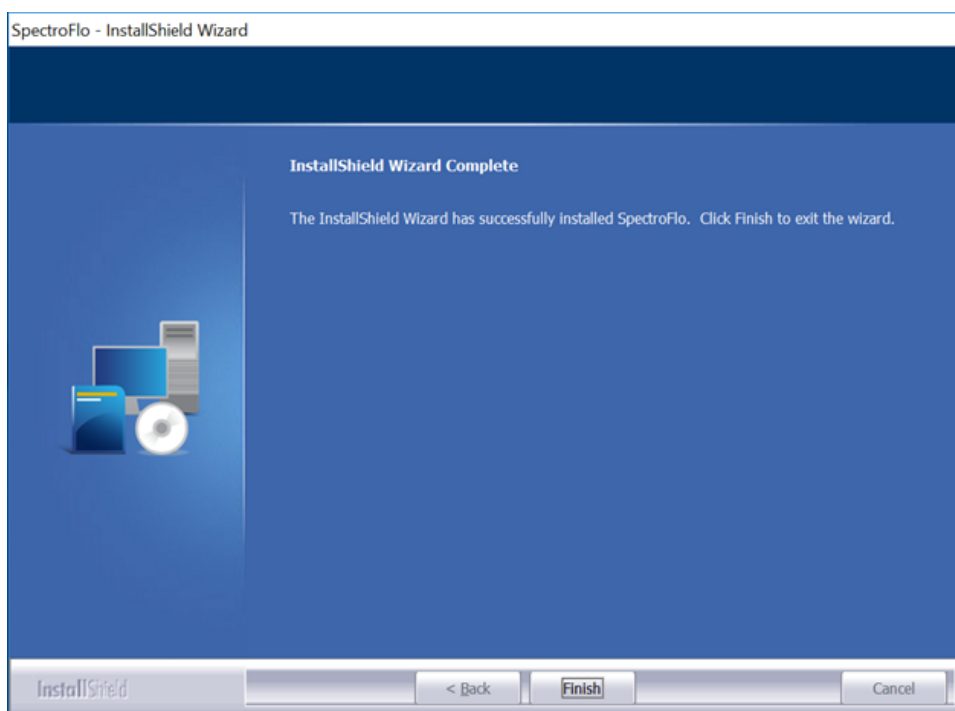 SpectroFlo - InstallShield Wizard
InstallShield Wizard Complete
The InstallShield Wizard has successfully installed SpectroFlo. Click Finish to exit the wizard.
InstallShield
< Back
Finish
Cancel